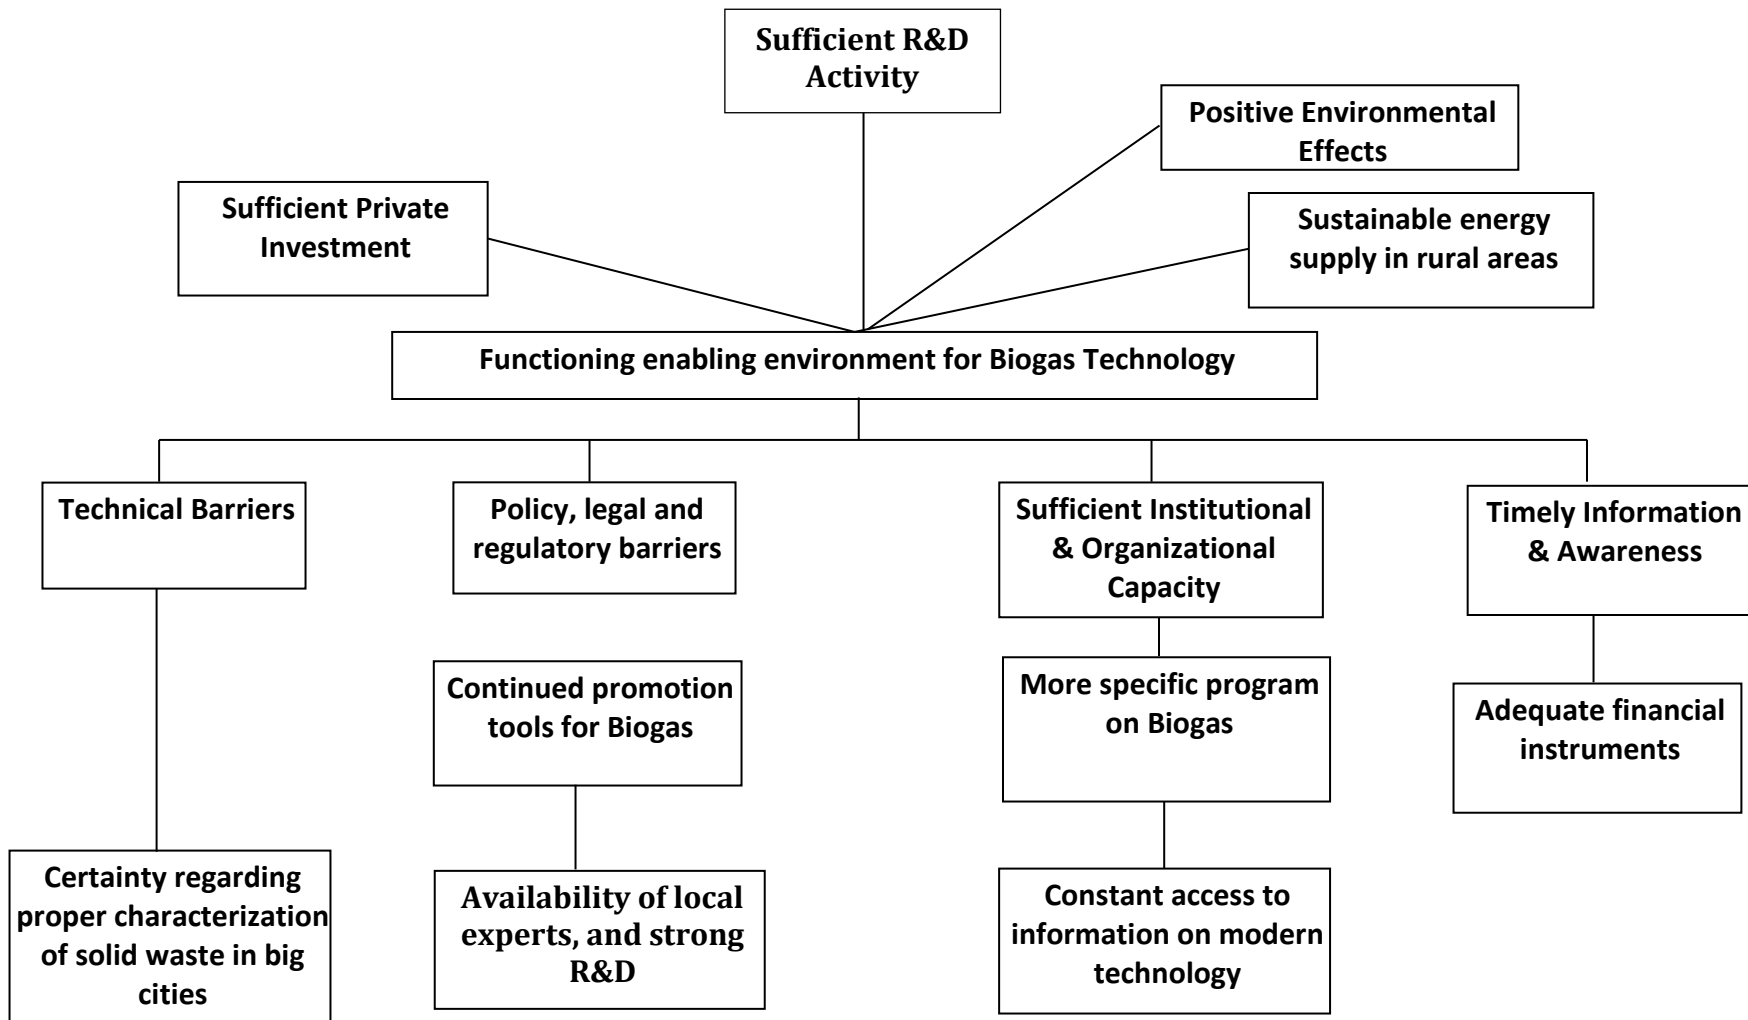 Sufficient R&D
Activity
Positive Environmental
Effects
Sufficient Private
Investment
Sustainable energy
supply in rural areas
Functioning enabling environment for Biogas Technology
Technical Barriers
Policy, legal and
regulatory barriers
Sufficient Institutional
& Organizational
Capacity
Timely Information
& Awareness
Continued promotion
tools for Biogas
More specific program
on Biogas
Adequate financial
instruments
Certainty regarding
proper characterization
of solid waste in big
cities
Availability of local
experts, and strong
R&D
Constant access to
information on modern
technology